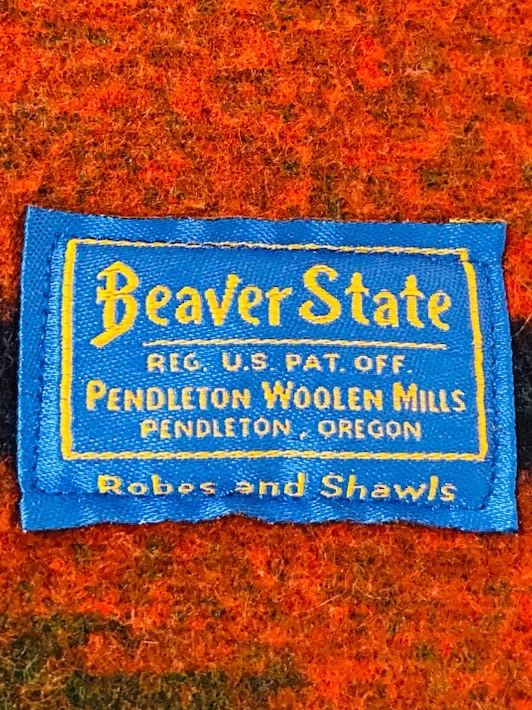 Beaver State
REG. U.S. PAT. OFF.
PENDLETON WOOLEN MILLS
PENDLETON, OREGON
Robes and Shawls